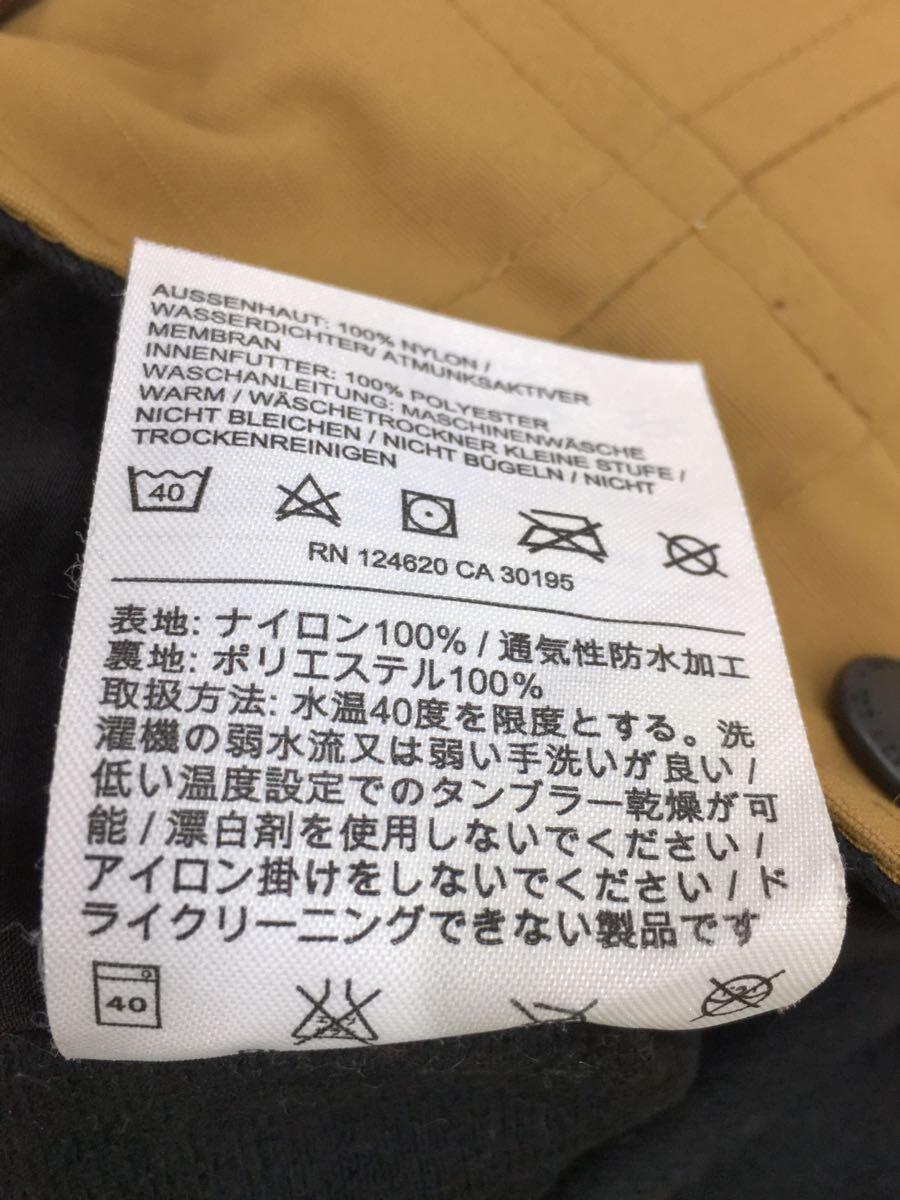 AUSSENHAUT: 100% NYLON /
WASSERDICHTER/ ATMUNKSAKTIVER
MEMBRAN
INNENFUTTER: 100% POLYESTER
WASCHANLEITUNG: MASCHINENWÄSCHE
WARM / WÄSCHETROCKNER KLEINE STUFE /
NICHT BLEICHEN / NICHT BÜGELN / NICHT
TROCKENREINIGEN
40
RN 124620 CA 30195
表地: ナイロン100% / 通気性防水加工
裏地: ポリエステル100%
取扱方法: 水温40度を限度とする。洗
濯機の弱水流又は弱い手洗いが良い /
低い温度設定でのタンブラー乾燥が可
能 / 漂白剤を使用しないでください /
アイロン掛けをしないでください / ド
ライクリーニングできない製品です
40